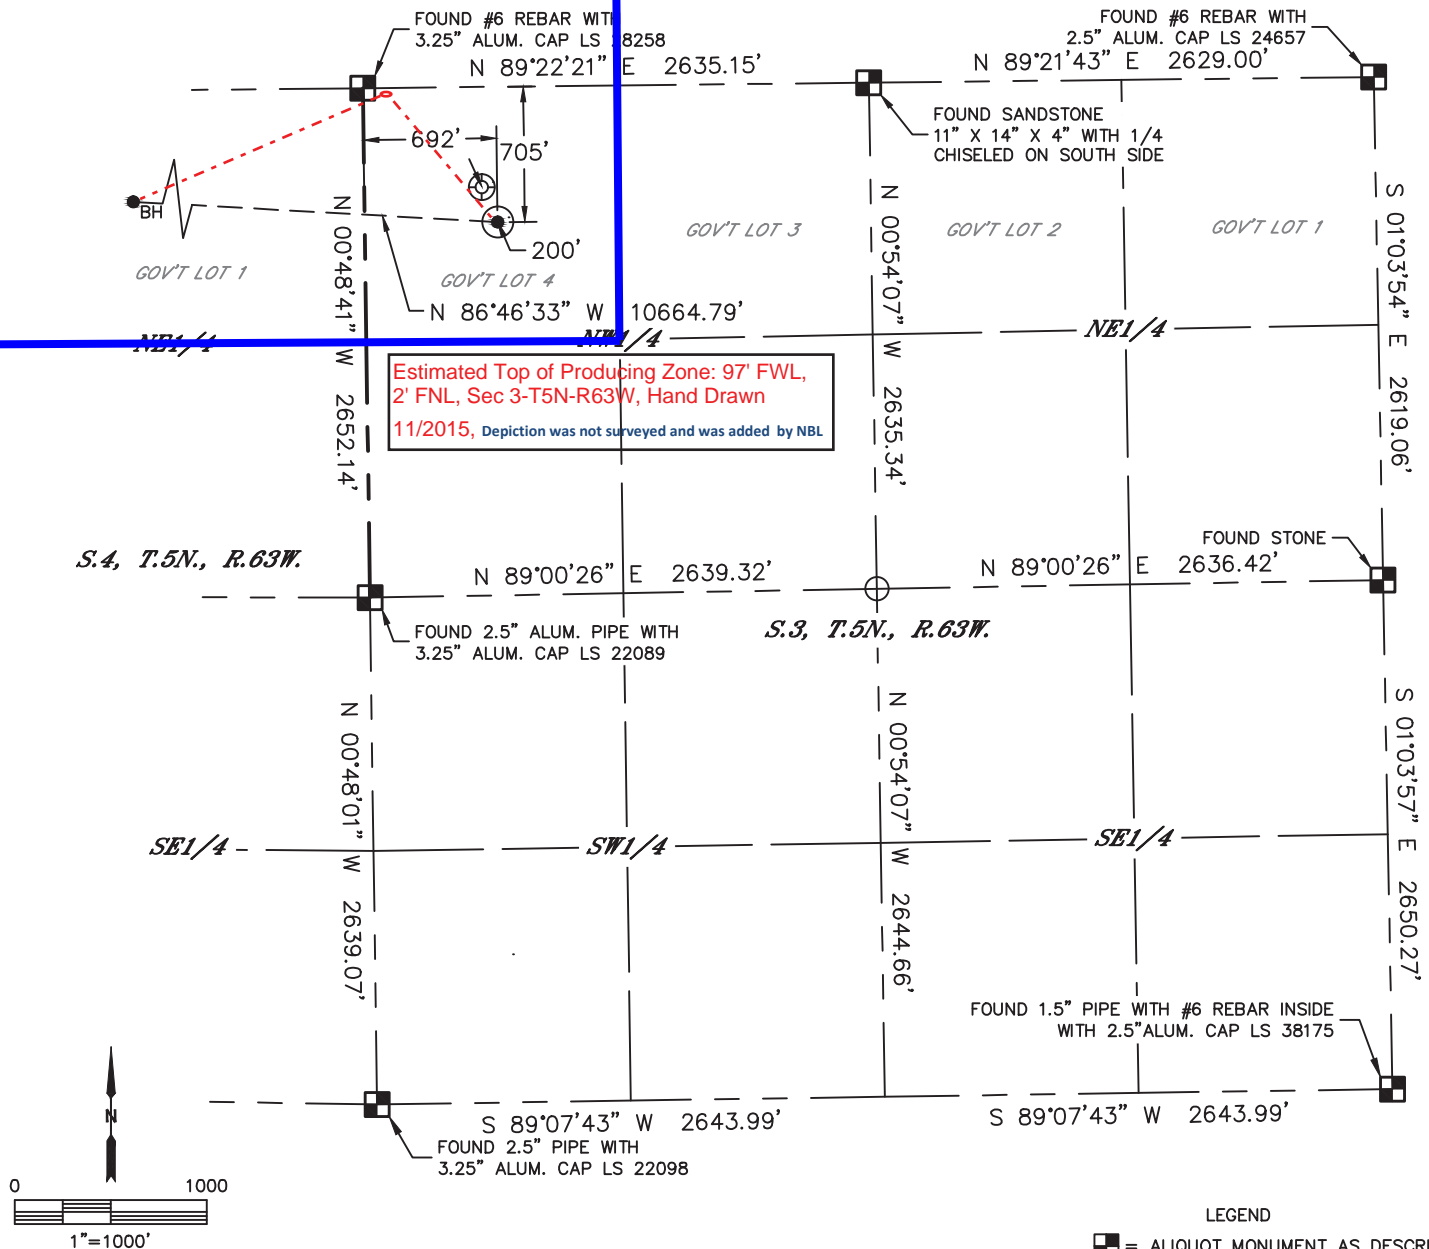 FOUND #6 REBAR WITH
3.25" ALUM. CAP LS 28258
N 89°22'21" E 2635.15'
FOUND #6 REBAR WITH
2.5" ALUM. CAP LS 24657
N 89°21'43" E 2629.00'
FOUND SANDSTONE
11" X 14" X 4" WITH 1/4
CHISELED ON SOUTH SIDE
692'
705'
BH
200'
GOV'T LOT 1
GOV'T LOT 4
GOV'T LOT 3
GOV'T LOT 2
GOV'T LOT 1
N 86°46'33" W 10664.79'
N 00°48'41" W 2652.14'
N 00°54'07" W 2635.34'
S 01°03'54" E 2619.06'
NE1/4
NW1/4
NE1/4
Estimated Top of Producing Zone: 97' FWL,
2' FNL, Sec 3-T5N-R63W, Hand Drawn
11/2015, Depiction was not surveyed and was added by NBL
S.4, T.5N., R.63W.
N 89°00'26" E 2639.32'
N 89°00'26" E 2636.42'
FOUND STONE
FOUND 2.5" ALUM. PIPE WITH
3.25" ALUM. CAP LS 22089
S.3, T.5N., R.63W.
N 00°48'01" W 2639.07'
N 00°54'07" W 2644.66'
S 01°03'57" E 2650.27'
SE1/4
SW1/4
SE1/4
FOUND 1.5" PIPE WITH #6 REBAR INSIDE
WITH 2.5"ALUM. CAP LS 38175
S 89°07'43" W 2643.99'
S 89°07'43" W 2643.99'
FOUND 2.5" PIPE WITH
3.25" ALUM. CAP LS 22098
N
0 1000
1"=1000'
LEGEND
= ALIQUOT MONUMENT AS DESCRI